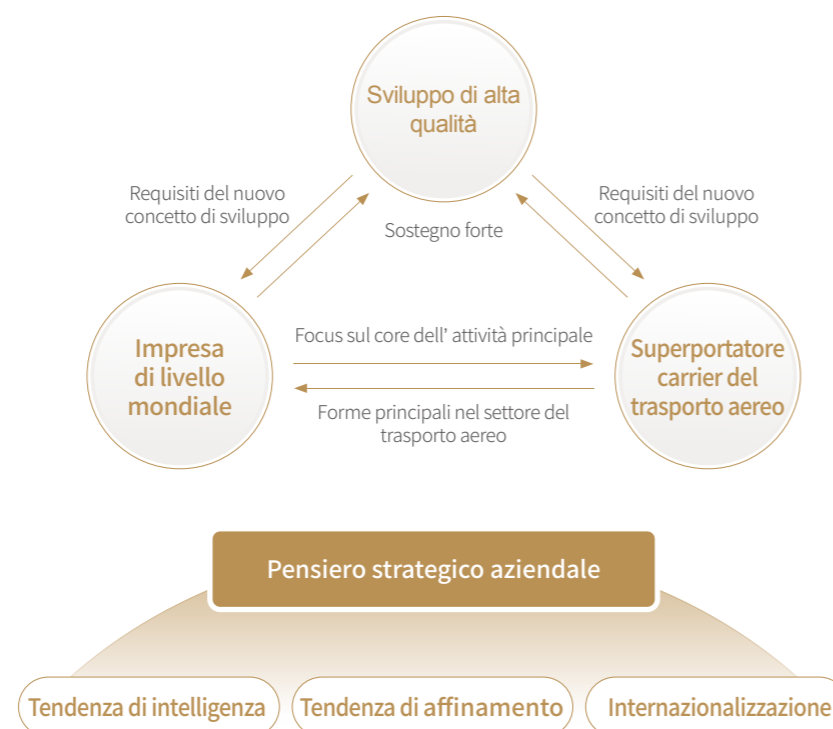 Sviluppo di alta
qualità
Requisiti del nuovo
concetto di sviluppo
Requisiti del nuovo
concetto di sviluppo
Sostegno forte
Impresa
di livello
mondiale
Focus sul core dell’ attività principale
Forme principali nel settore del
trasporto aereo
Superportatore
carrier del
trasporto aereo
Pensiero strategico aziendale
Tendenza di intelligenza
Tendenza di affinamento
Internazionalizzazione